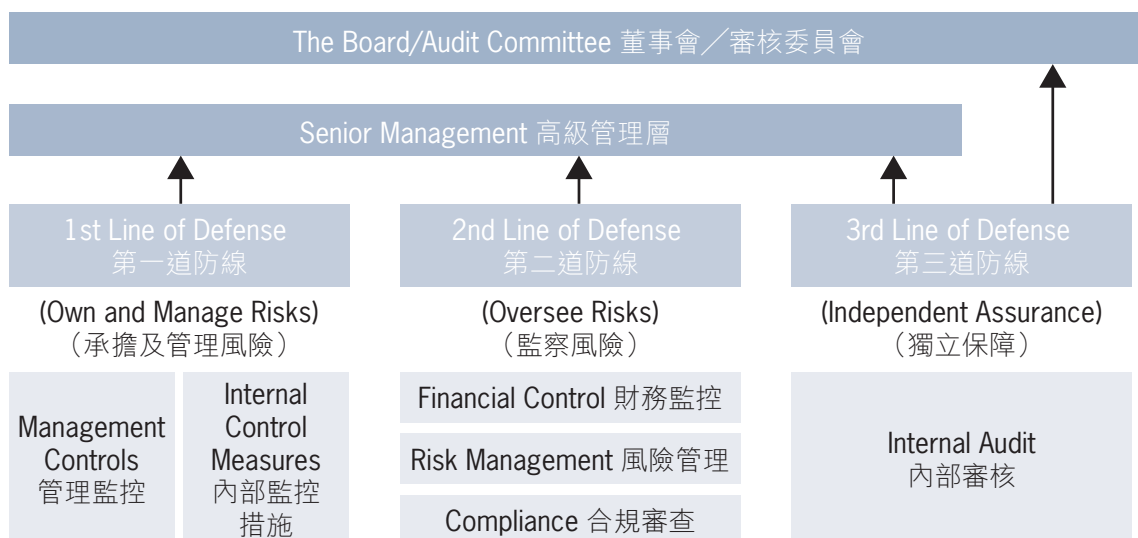 The Board/Audit Committee 董事會／審核委員會
Senior Management 高級管理層
1st Line of Defense
第一道防線
(Own and Manage Risks)
（承擔及管理風險）
Management
Controls
管理監控
Internal
Control
Measures
內部監控
措施
2nd Line of Defense
第二道防線
(Oversee Risks)
（監察風險）
Financial Control 財務監控
Risk Management 風險管理
Compliance 合規審查
3rd Line of Defense
第三道防線
(Independent Assurance)
（獨立保障）
Internal Audit
內部審核